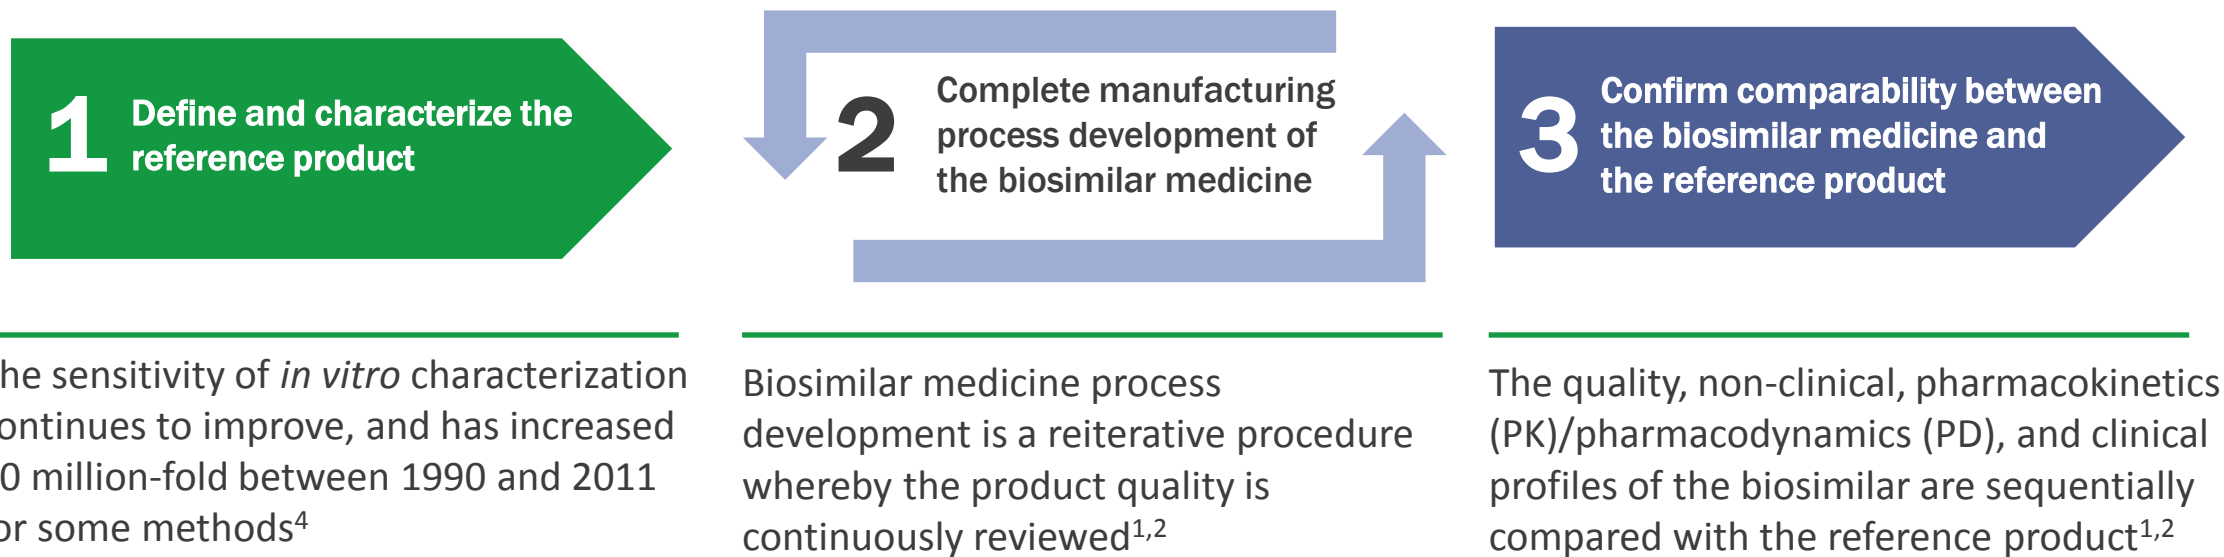 1
Define and characterize the
reference product
2
Complete manufacturing
process development of
the biosimilar medicine
3
Confirm comparability between
the biosimilar medicine and
the reference product
he sensitivity of in vitro characterization
ontinues to improve, and has increased
0 million-fold between 1990 and 2011
or some methods4
Biosimilar medicine process
development is a reiterative procedure
whereby the product quality is
continuously reviewed1,2
The quality, non-clinical, pharmacokinetics
(PK)/pharmacodynamics (PD), and clinical
profiles of the biosimilar are sequentially
compared with the reference product1,2